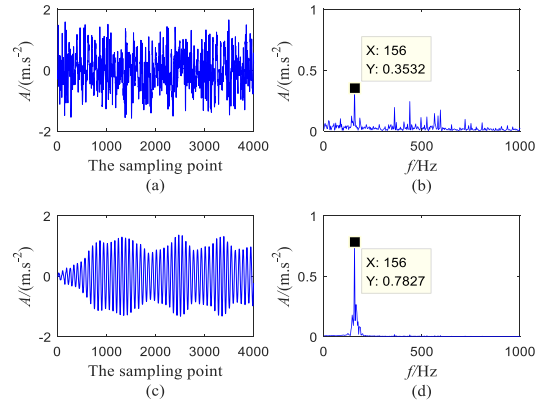 2
0
-2
A/(m.s-2)
0 1000 2000 3000 4000
The sampling point
(a)
1
0.5
0
A/(m.s-2)
X: 156
Y: 0.3532
0 500 1000
f/Hz
(b)
2
0
-2
A/(m.s-2)
0 1000 2000 3000 4000
The sampling point
(c)
1
0.5
0
A/(m.s-2)
X: 156
Y: 0.7827
0 500 1000
f/Hz
(d)